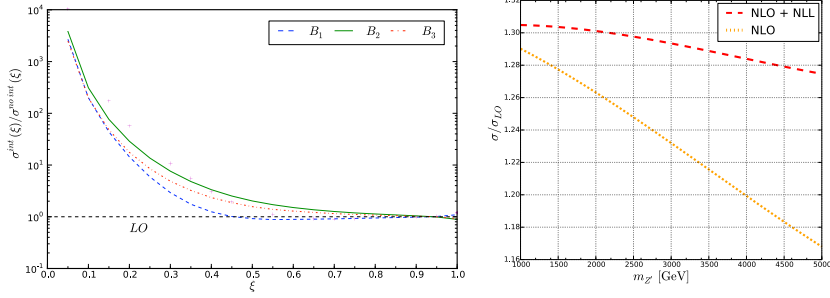 10^4
10^3
10^2
10^1
10^0
10^-1
σ^int(ξ)/σ^no int(ξ)
B_1 B_2 B_3
LO
0.0 0.1 0.2 0.3 0.4 0.5 0.6 0.7 0.8 0.9 1.0
ξ
1.32
1.30
1.28
1.26
1.24
1.22
1.20
1.18
1.16
σ/σ_LO
NLO + NLL
NLO
1000 1500 2000 2500 3000 3500 4000 4500 5000
m_Z' [GeV]